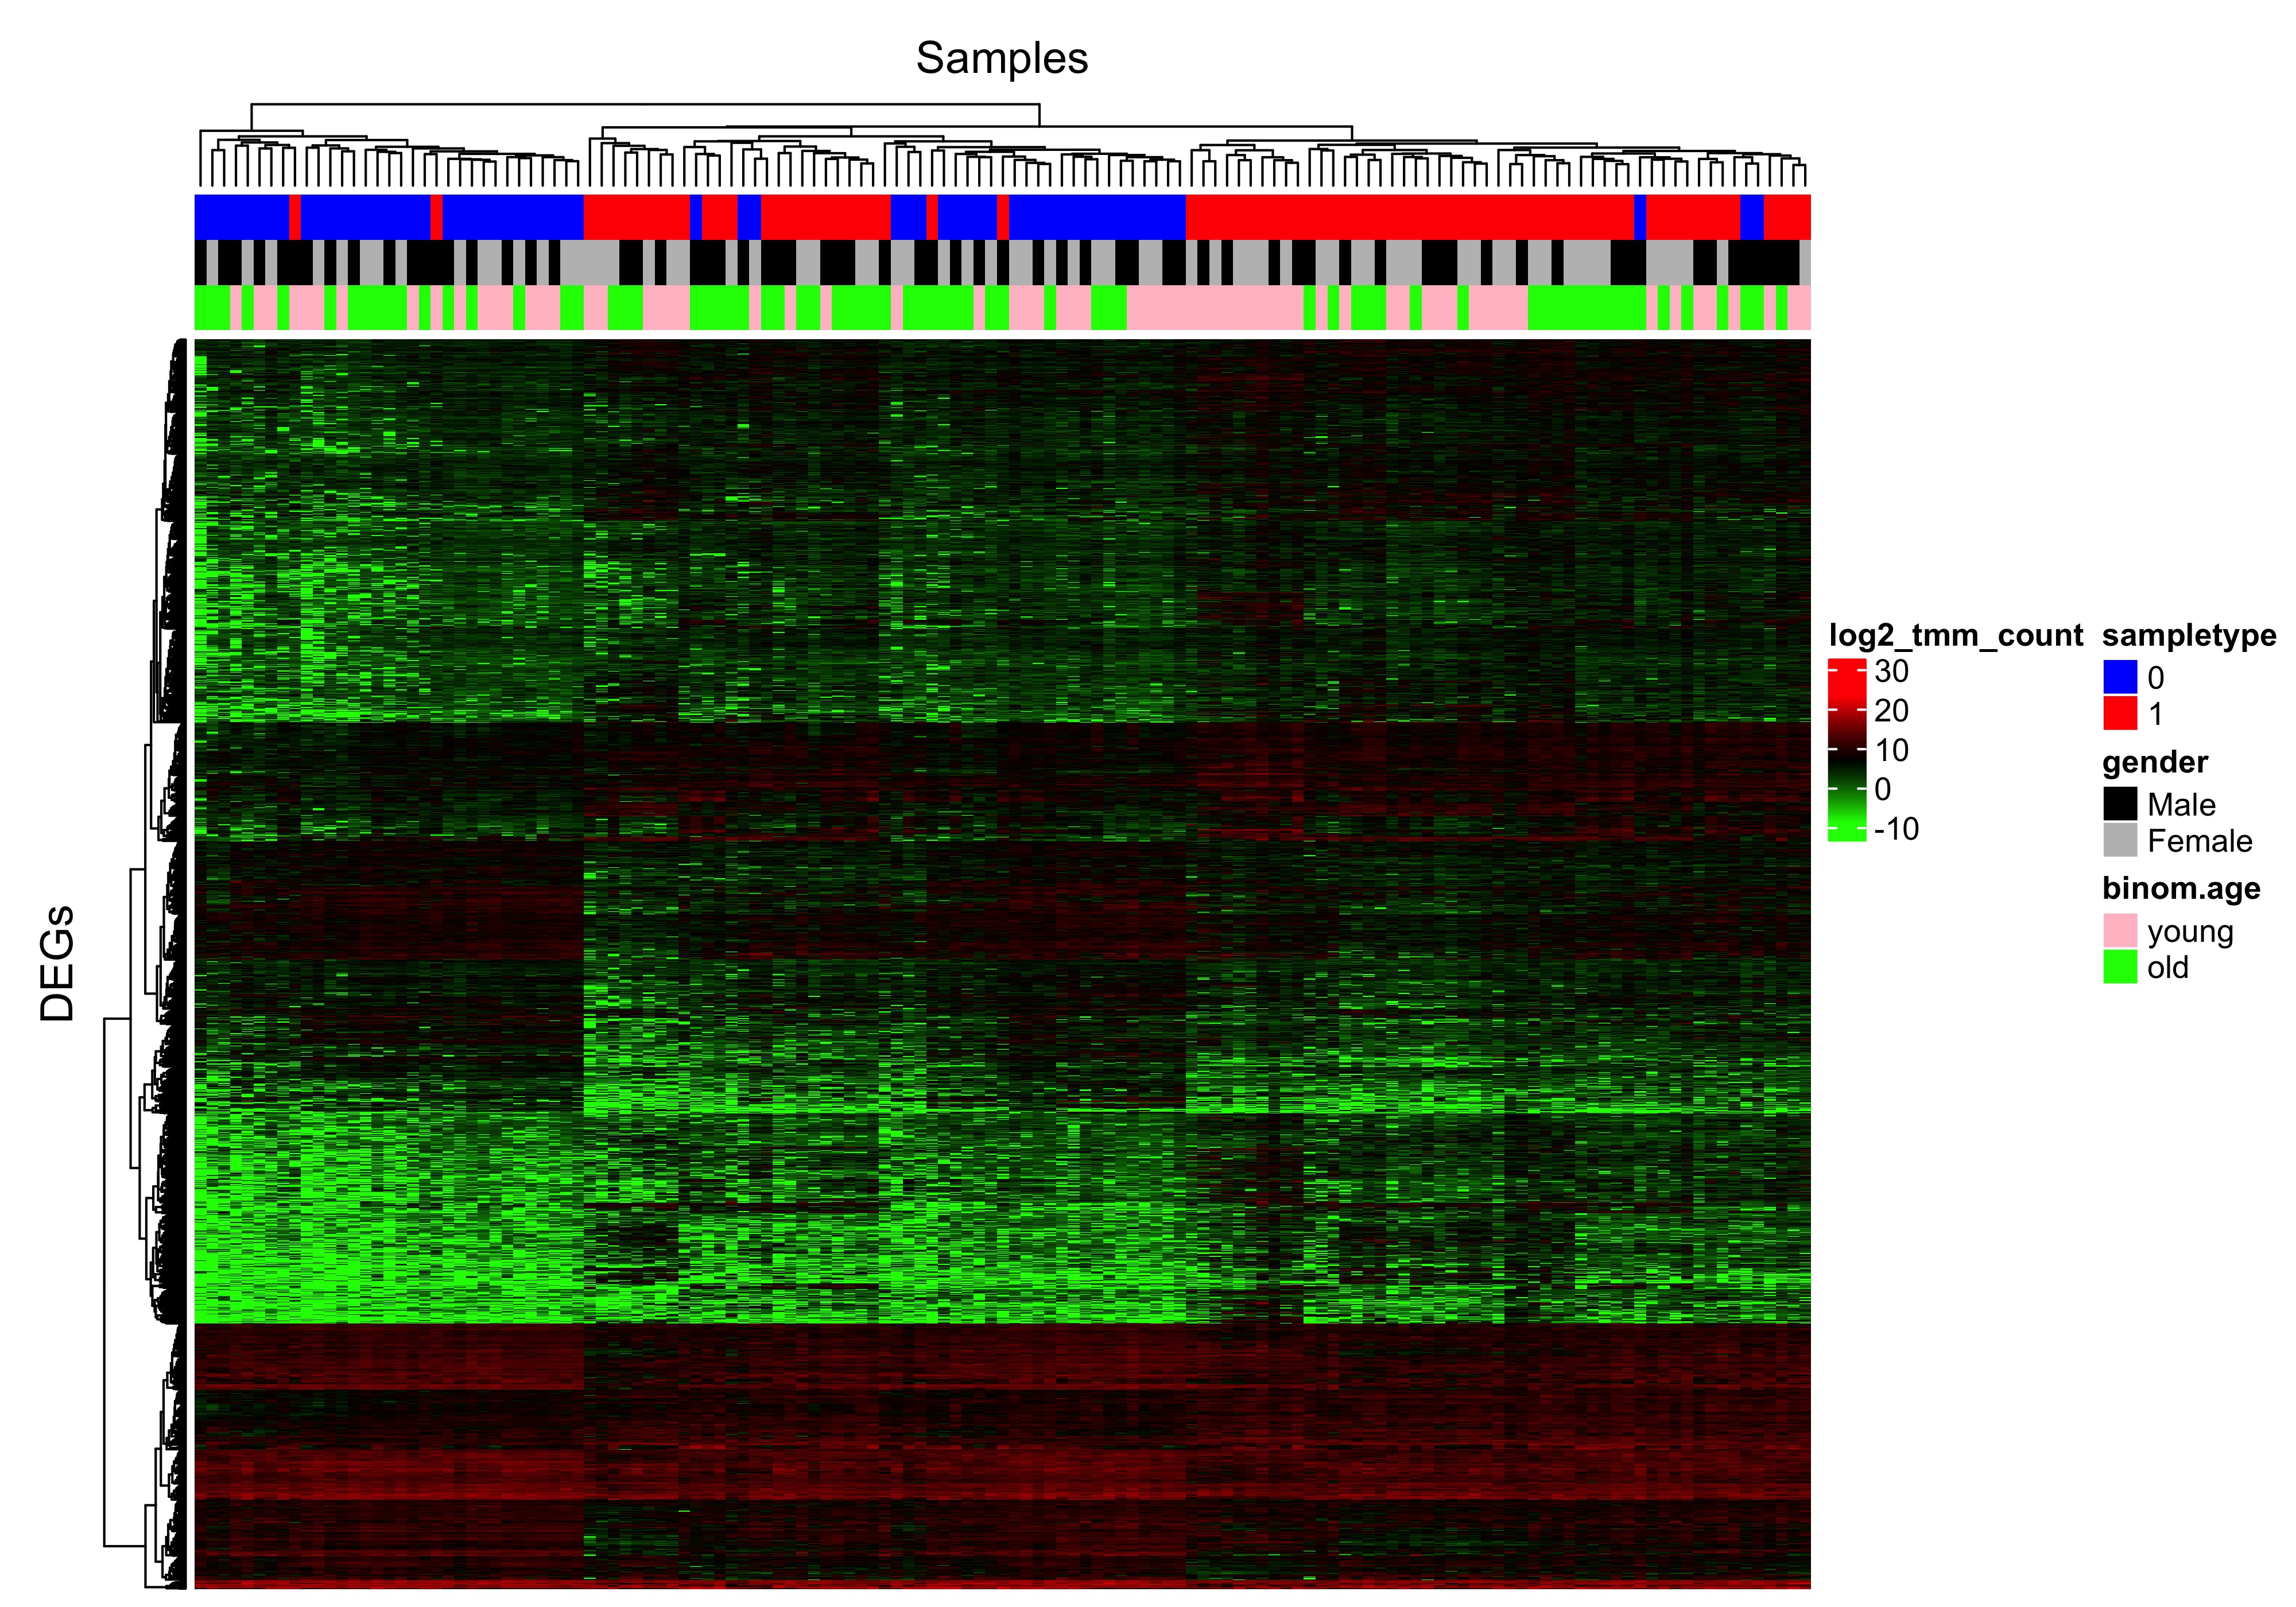 Samples
DEGs
log2_tmm_count
30
20
10
0
-10
sampletype
0
1
gender
Male
Female
binom.age
young
old